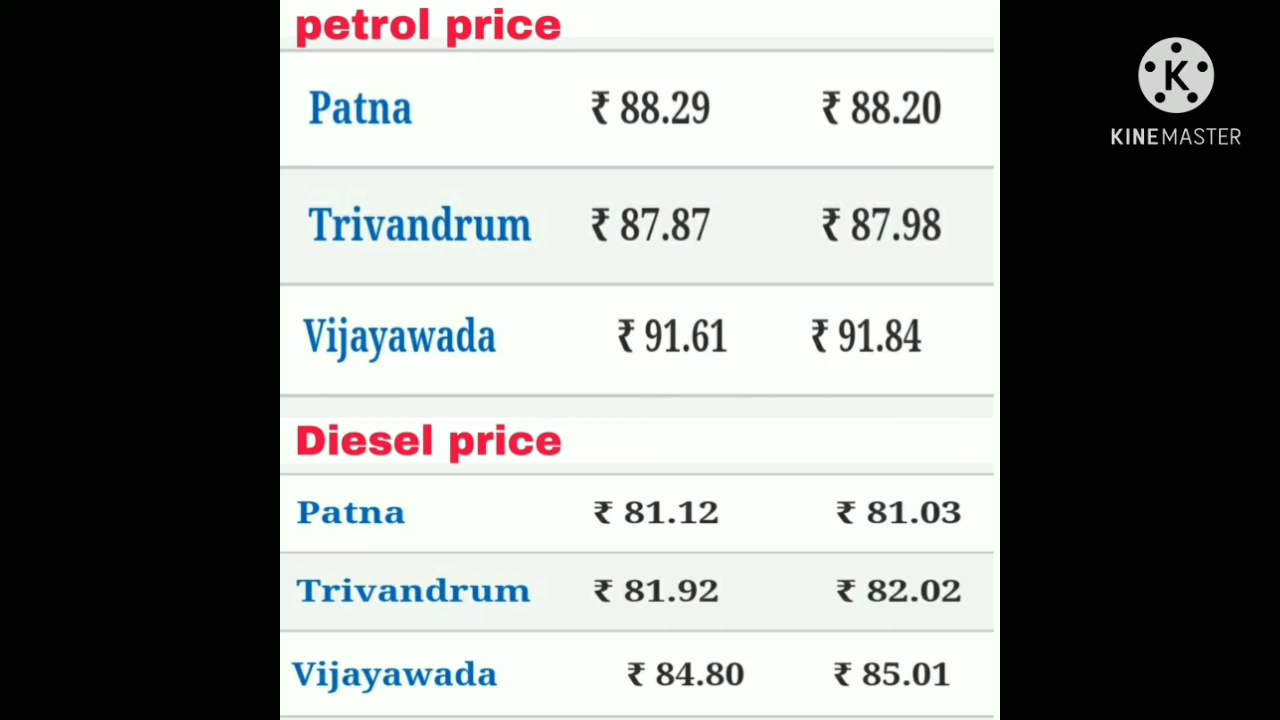 petrol price
Patna ₹ 88.29 ₹ 88.20
Trivandrum ₹ 87.87 ₹ 87.98
Vijayawada ₹ 91.61 ₹ 91.84
Diesel price
Patna ₹ 81.12 ₹ 81.03
Trivandrum ₹ 81.92 ₹ 82.02
Vijayawada ₹ 84.80 ₹ 85.01
K
KINEMASTER